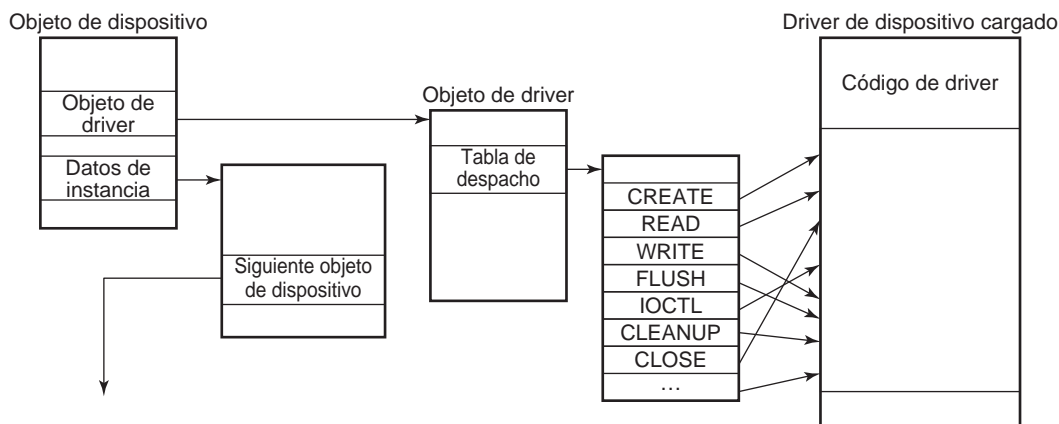 Objeto de dispositivo
Driver de dispositivo cargado
Código de driver
Objeto de
driver
Objeto de driver
Datos de
instancia
Tabla de
despacho
CREATE
READ
WRITE
FLUSH
IOCTL
CLEANUP
CLOSE
…
Siguiente objeto
de dispositivo